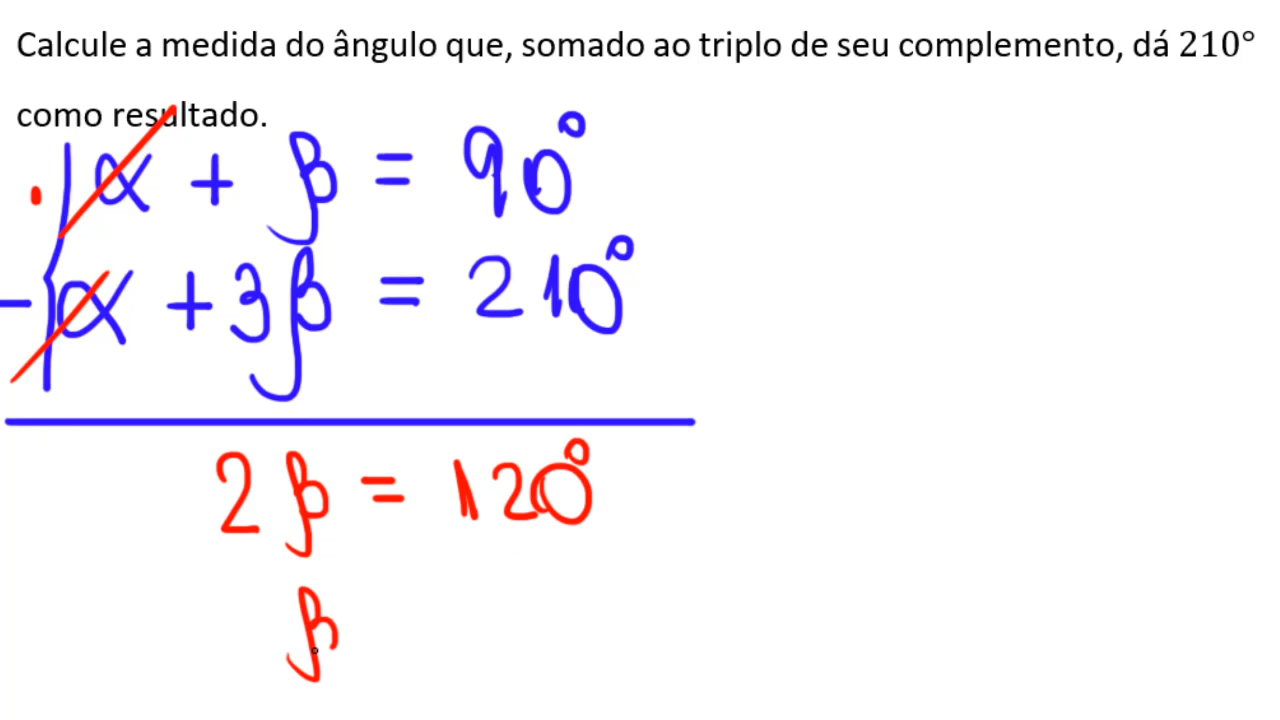 Calcule a medida do ângulo que, somado ao triplo de seu complemento, dá 210°
como resultado.
α + β = 90°
-α + 3β = 210°
2β = 120°
β